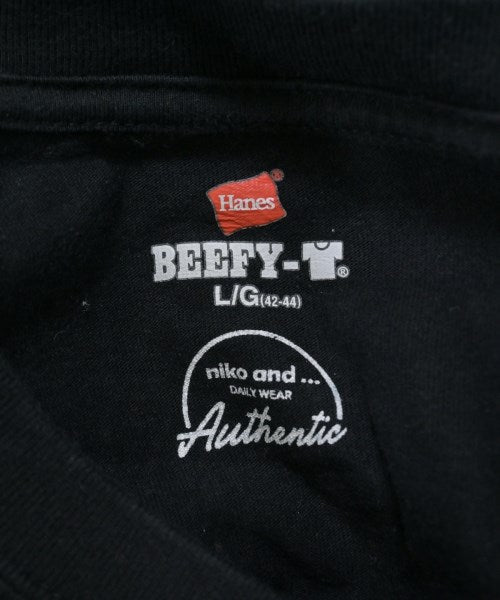 Hanes®
BEEFY-T®
L/G(42-44)
niko and ...
DAILY WEAR
Authentic